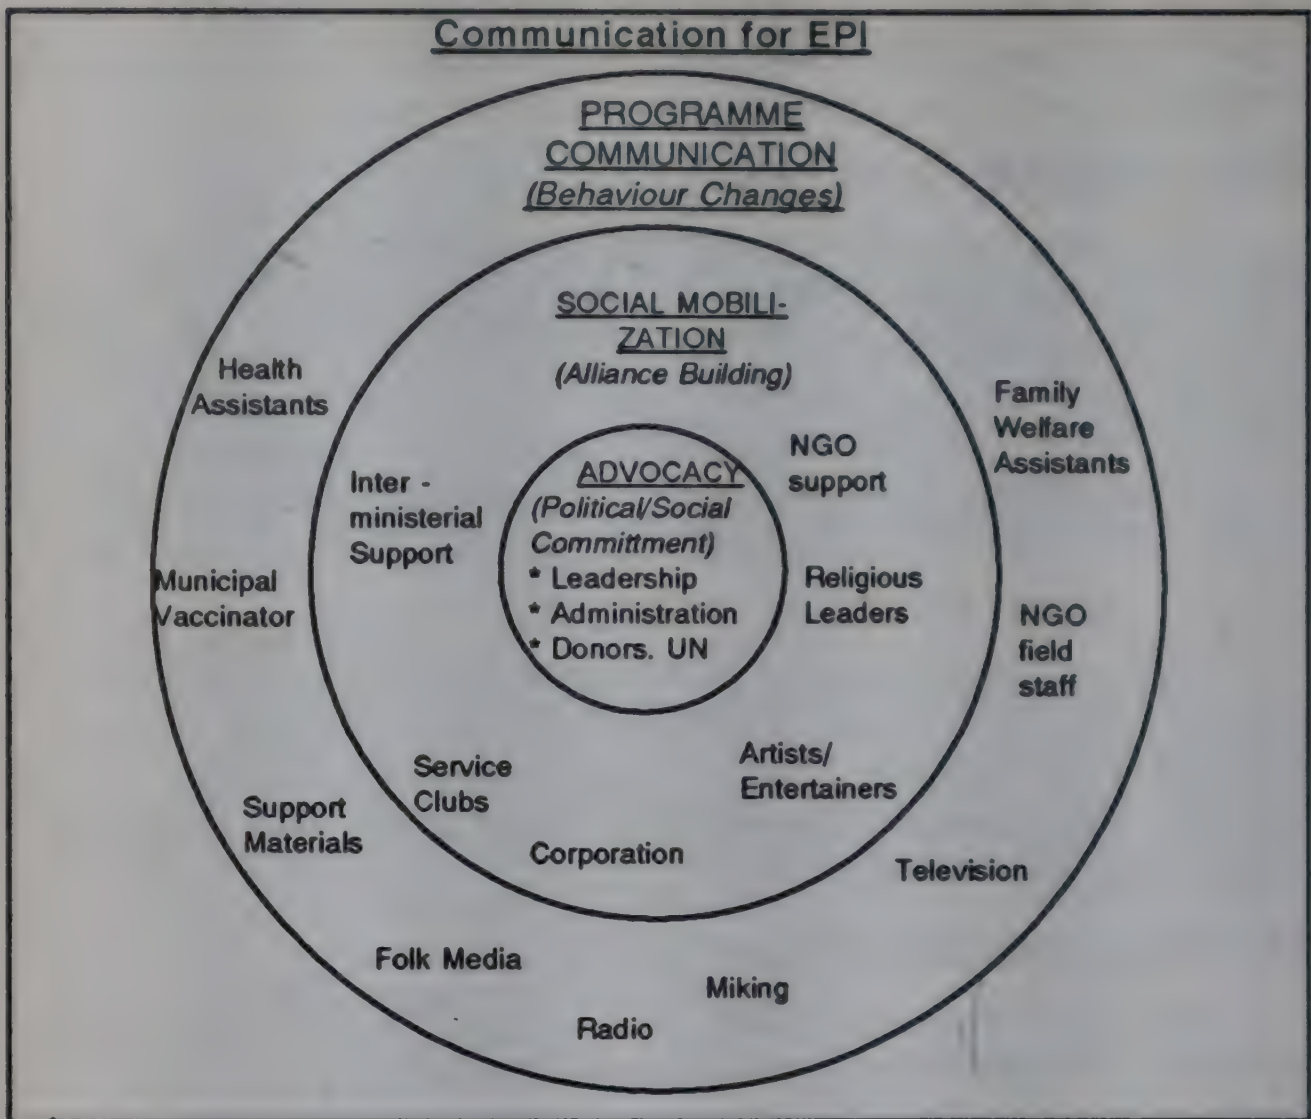 Communication for EPI
PROGRAMME
COMMUNICATION
(Behaviour Changes)
SOCIAL MOBILI-
ZATION
(Alliance Building)
Health
Assistants
Family
Welfare
Assistants
NGO
support
Inter -
ministerial
Support
ADVOCACY
(Political/Social
Committment)
* Leadership
* Administration
* Donors. UN
Religious
Leaders
Municipal
Vaccinator
NGO
field
staff
Service
Clubs
Artists/
Entertainers
Support
Materials
Corporation
Television
Folk Media
Miking
Radio